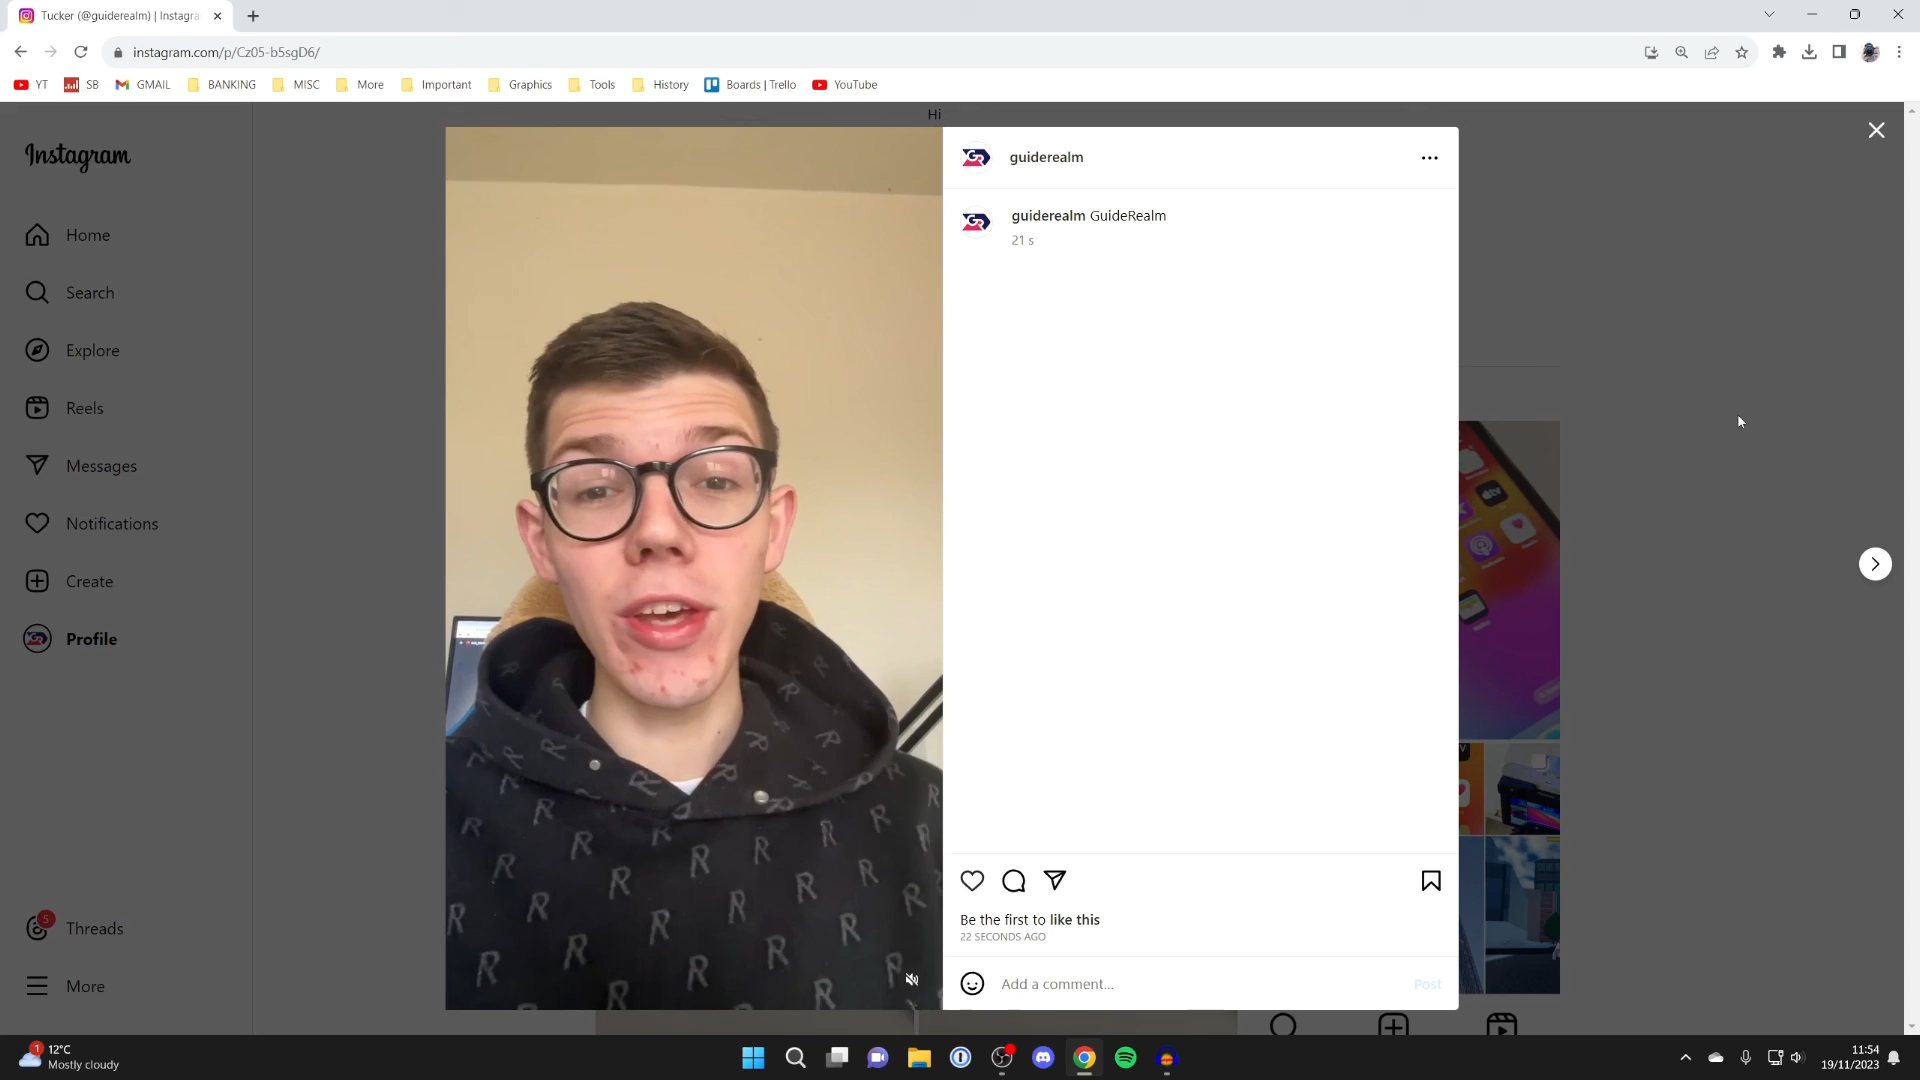 Tucker (@guiderealm) | Instagra
instagram.com/p/Cz05-b5sgD6/
YT
SB
GMAIL
BANKING
MISC
More
Important
Graphics
Tools
History
Boards | Trello
YouTube
Hi
Instagram
Home
Search
Explore
Reels
Messages
Notifications
Create
Profile
5
Threads
More
guiderealm
guiderealm GuideRealm
21 s
Be the first to like this
22 SECONDS AGO
Add a comment...
Post
1
12°C
Mostly cloudy
11:54
19/11/2023